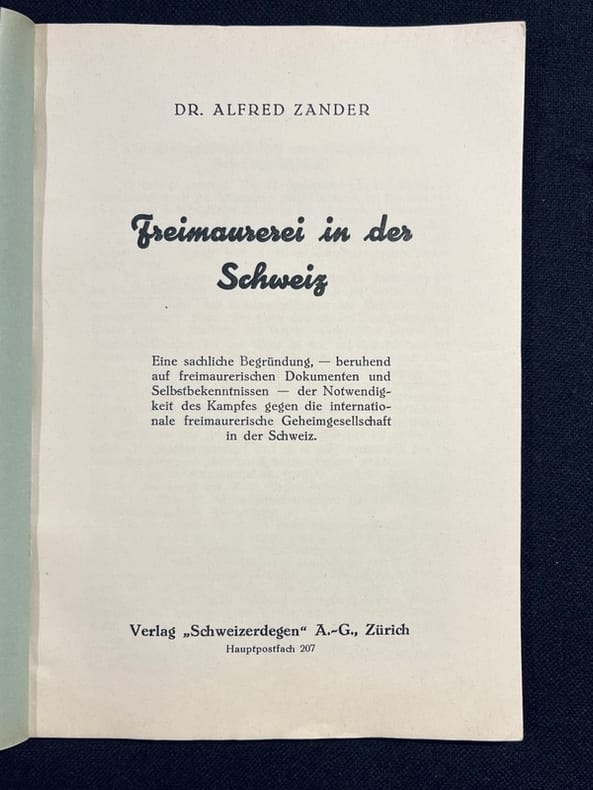 DR. ALFRED ZANDER
Freimaurerei in der
Schweiz
Eine sachliche Begründung, — beruhend
auf freimaurerischen Dokumenten und
Selbstbekenntnissen — der Notwendig-
keit des Kampfes gegen die internatio-
nale freimaurerische Geheimgesellschaft
in der Schweiz.
Verlag „Schweizerdegen“ A.-G., Zürich
Hauptpostfach 207